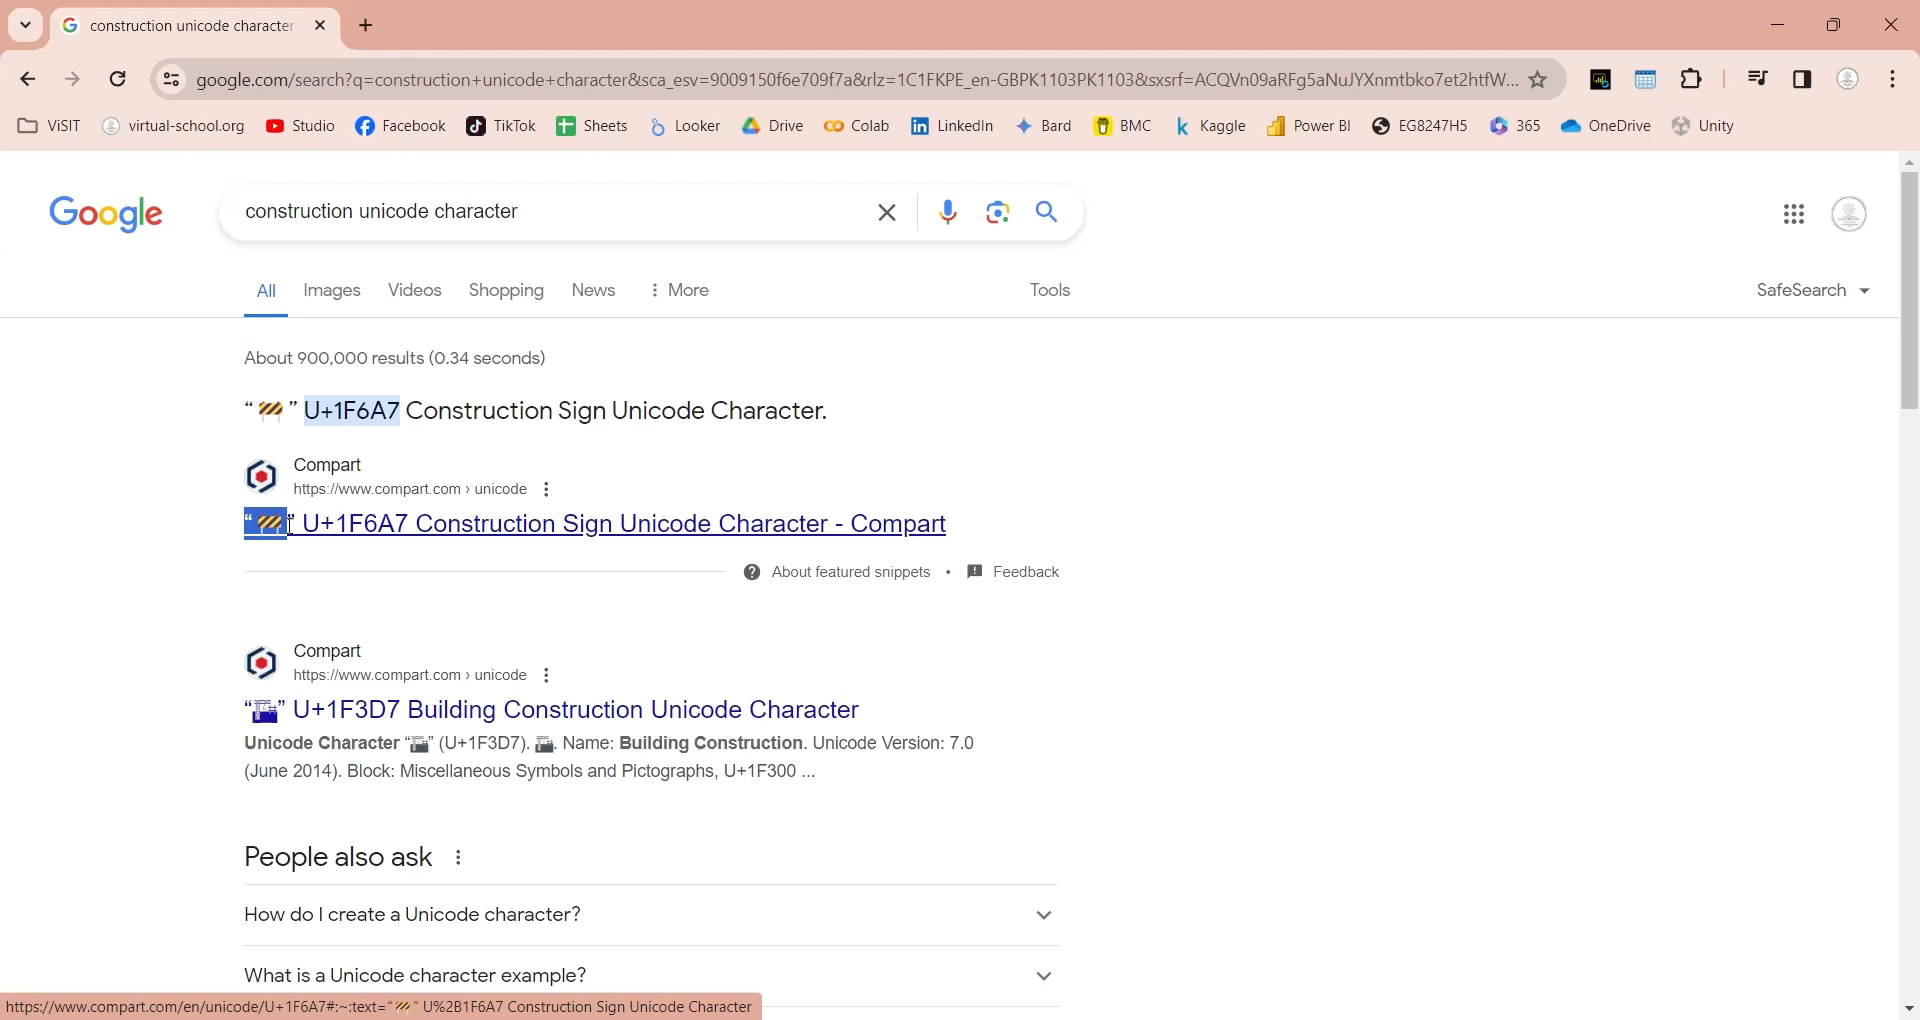 construction unicode character
google.com/search?q=construction+unicode+character&sca_esv=9009150f6e709f7a&rlz=1C1FKPE_en-GBPK1103PK1103&sxsrf=ACQVn09aRFg5aNuJYXnmtbko7et2htfW...
ViSIT virtual-school.org Studio Facebook TikTok Sheets Looker Drive Colab LinkedIn Bard BMC Kaggle Power BI EG8247H5 365 OneDrive Unity
Google construction unicode character
All Images Videos Shopping News More Tools SafeSearch
About 900,000 results (0.34 seconds)
“🚧” U+1F6A7 Construction Sign Unicode Character.
Compart
https://www.compart.com › unicode
“🚧” U+1F6A7 Construction Sign Unicode Character - Compart
About featured snippets • Feedback
Compart
https://www.compart.com › unicode
“🏗” U+1F3D7 Building Construction Unicode Character
Unicode Character “🏗” (U+1F3D7). 🏗. Name: Building Construction. Unicode Version: 7.0
(June 2014). Block: Miscellaneous Symbols and Pictographs, U+1F300 ...
People also ask
How do I create a Unicode character?
What is a Unicode character example?
https://www.compart.com/en/unicode/U+1F6A7#:~:text=“🚧” U%2B1F6A7 Construction Sign Unicode Character